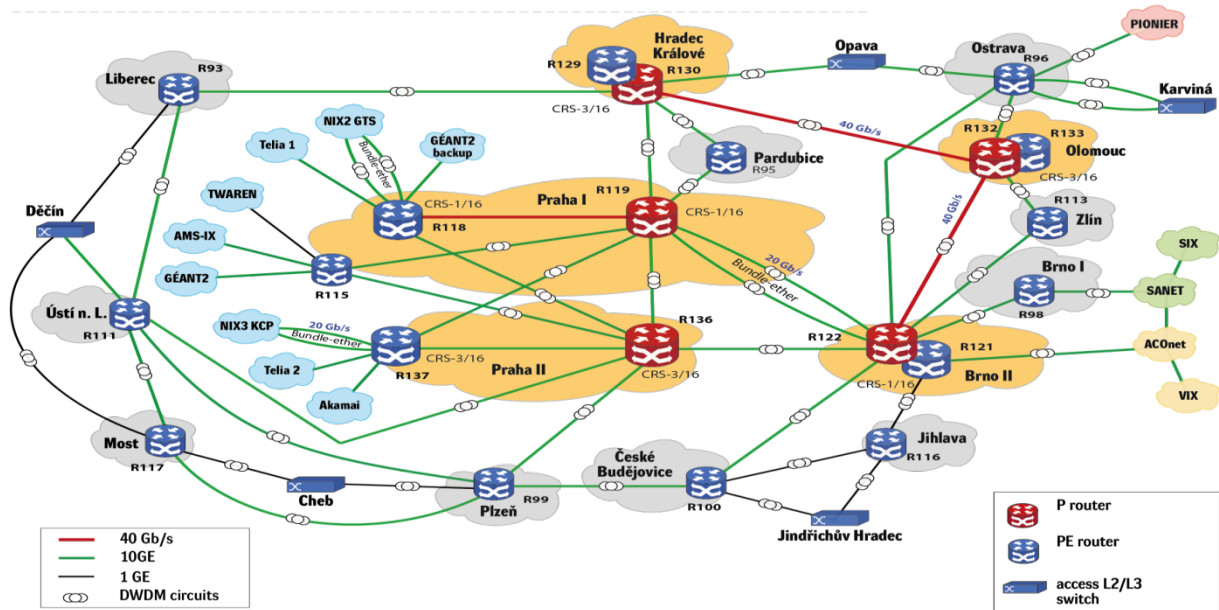 Hradec
Králové
R129
R130
CRS-3/16
Opava
Ostrava
R96
PIONIER
Karviná
Liberec
R93
40 Gb/s
R132
R133
Olomouc
CRS-3/16
NIX2 GTS
Telia 1
Bundle-ether
GÉANT2
backup
Pardubice
R95
R113
Zlín
TWAREN
CRS-1/16
R118
Praha I
R119
CRS-1/16
40 Gb/s
Děčín
AMS-IX
GÉANT2
R115
20 Gb/s
Bundle-ether
Brno I
R98
SIX
SANET
Ústí n. L.
R111
NIX3 KCP
20 Gb/s
Bundle-ether
CRS-3/16
R137
Telia 2
Akamai
Praha II
R136
CRS-3/16
R122
R121
CRS-1/16
Brno II
ACOnet
VIX
Most
R117
Cheb
Plzeň
R99
České
Budějovice
R100
Jihlava
R116
Jindřichův Hradec
40 Gb/s
10GE
1 GE
DWDM circuits
P router
PE router
access L2/L3
switch